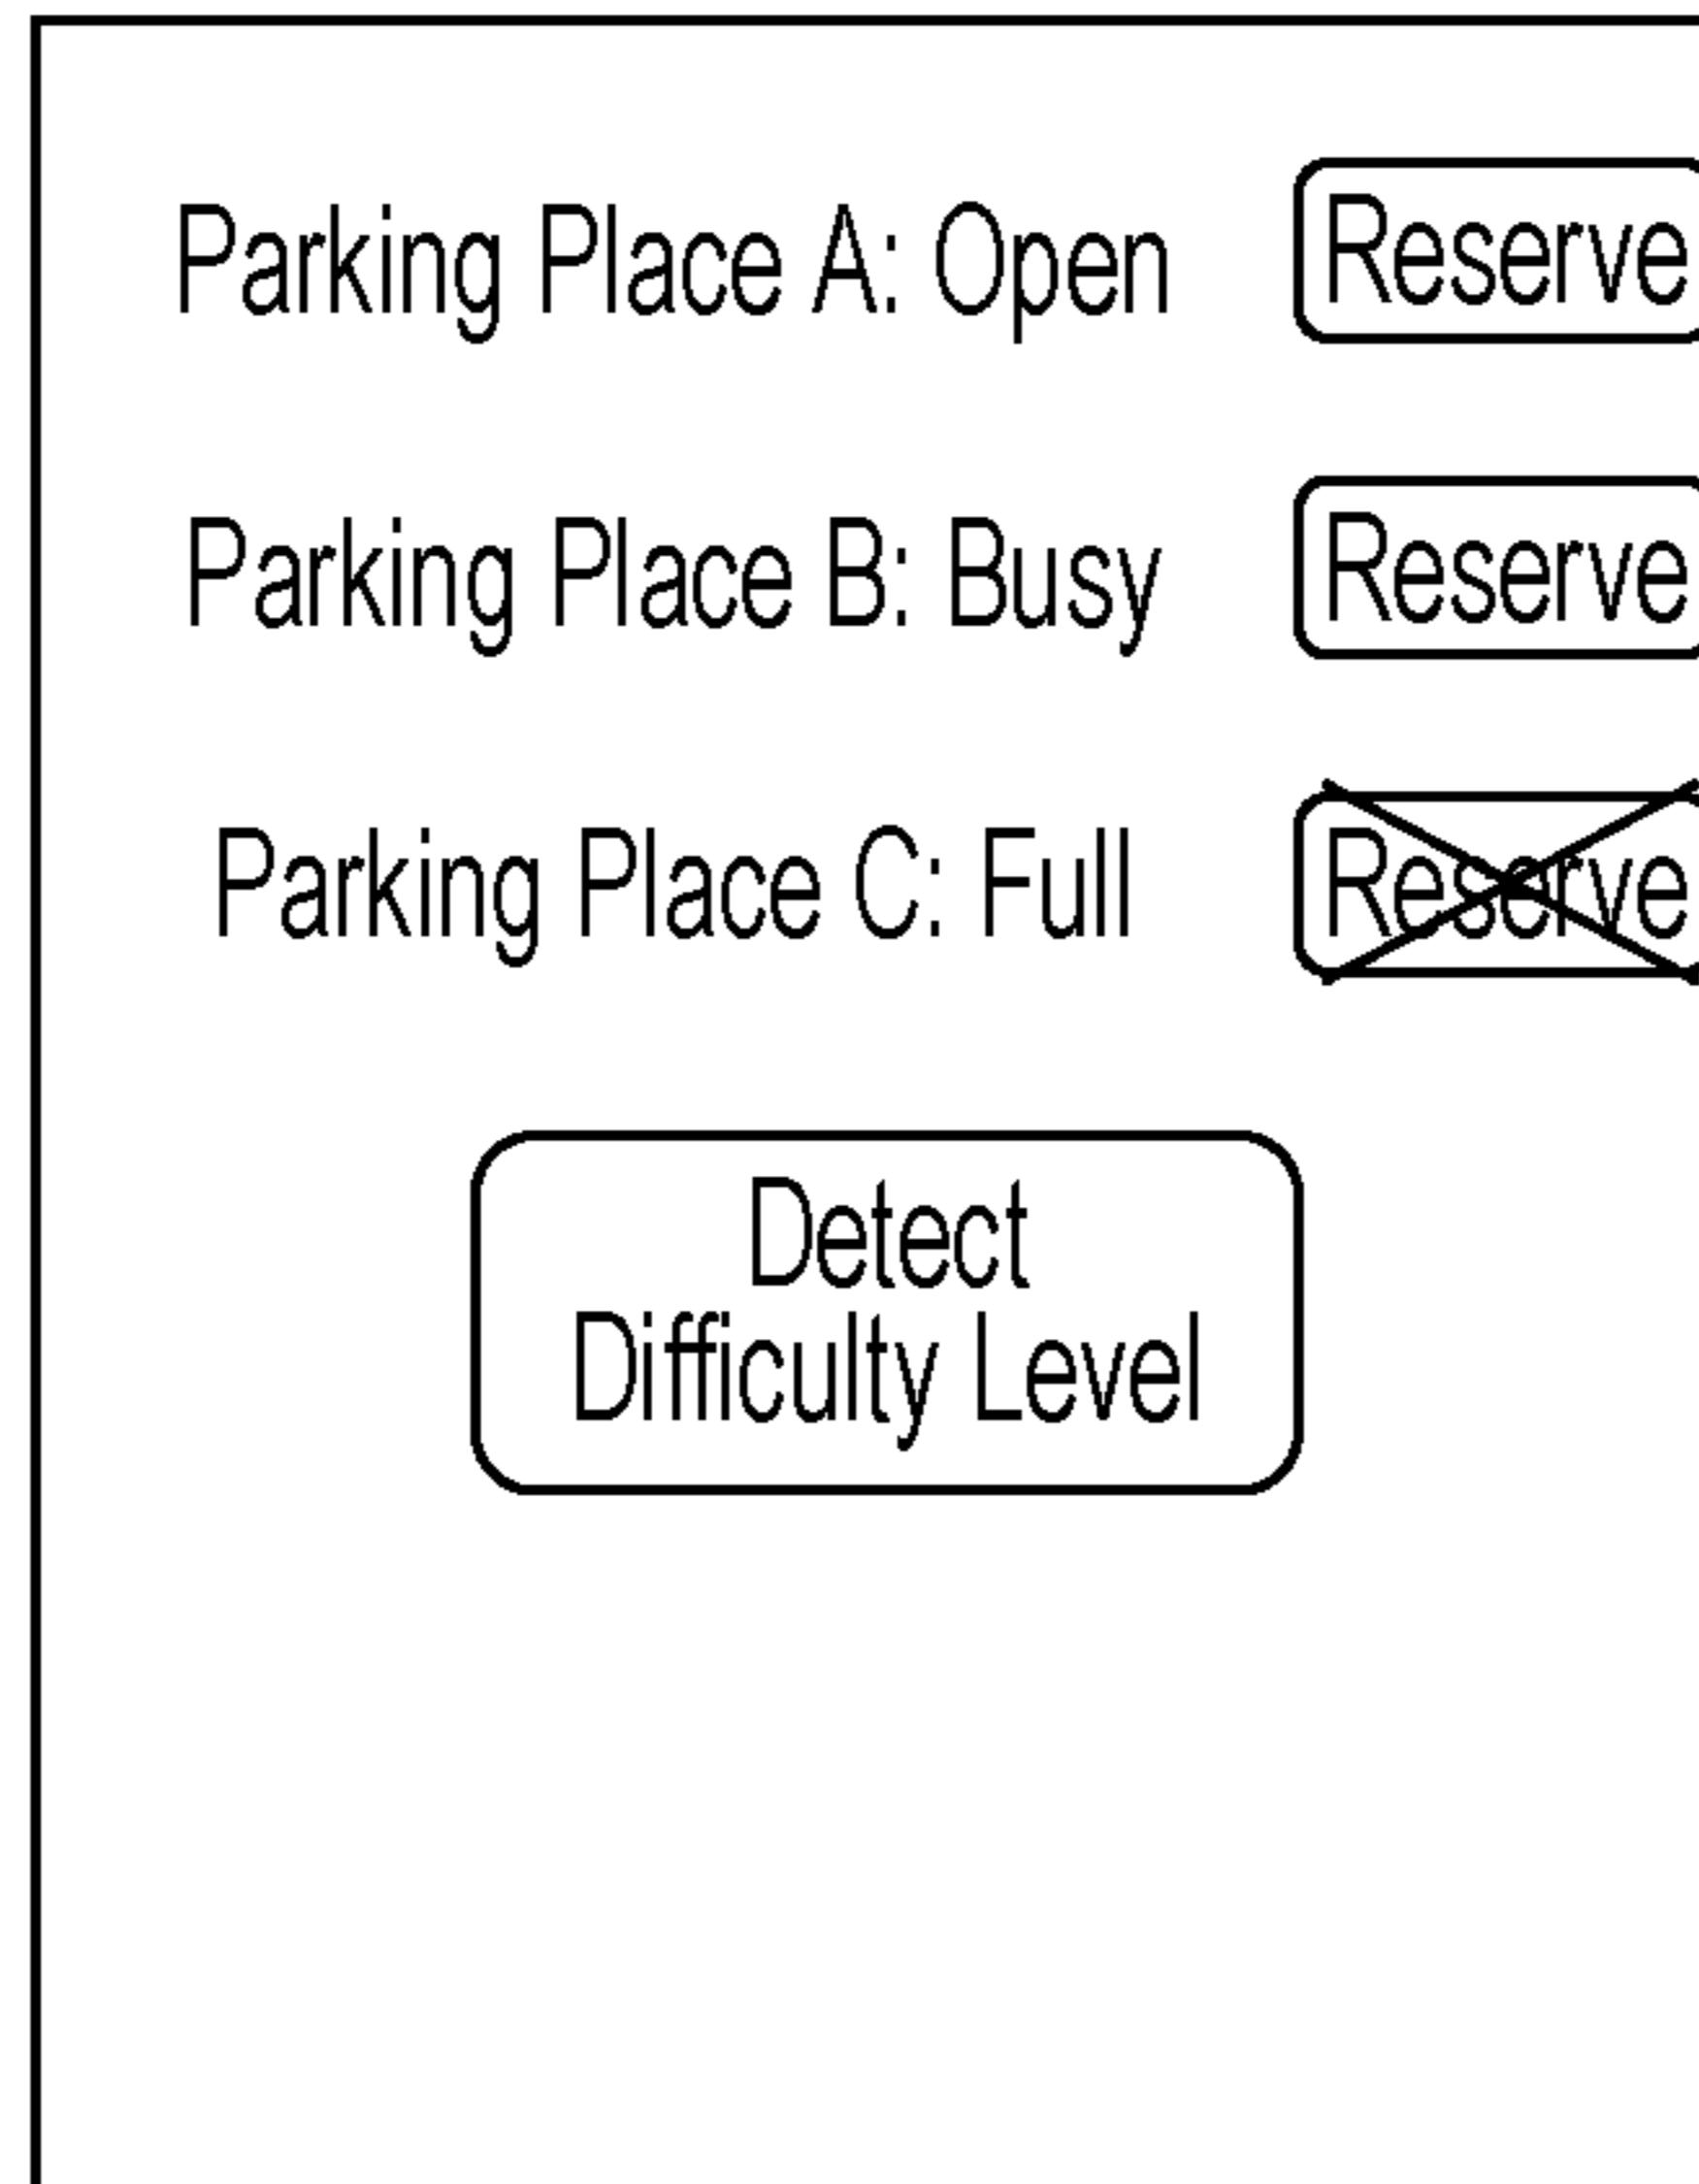 Parking Place A: Open Reserve
Parking Place B: Busy Reserve
Parking Place C: Full Reserve
Detect
Difficulty Level